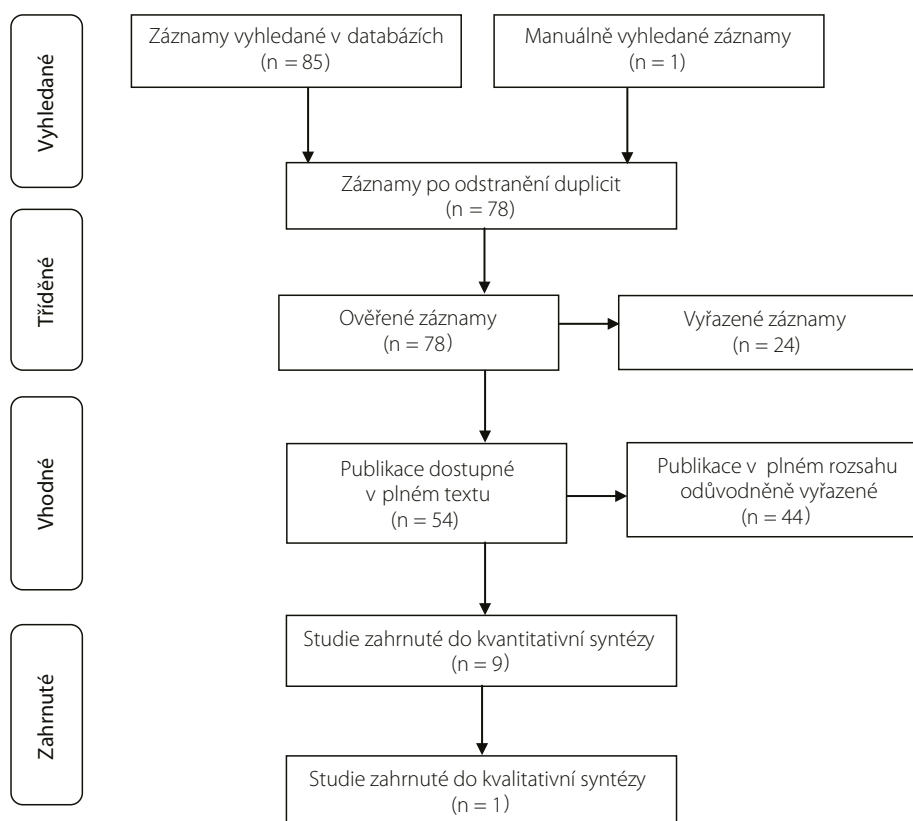 Vyhledané
Záznamy vyhledané v databázích
(n = 85)
Manuálně vyhledané záznamy
(n = 1)
Záznamy po odstranění duplicit
(n = 78)
Tříděné
Ověřené záznamy
(n = 78)
Vyřazené záznamy
(n = 24)
Vhodné
Publikace dostupné
v plném textu
(n = 54)
Publikace v plném rozsahu
odůvodněně vyřazené
(n = 44)
Zahrnuté
Studie zahrnuté do kvantitativní syntézy
(n = 9)
Studie zahrnuté do kvalitativní syntézy
(n = 1)